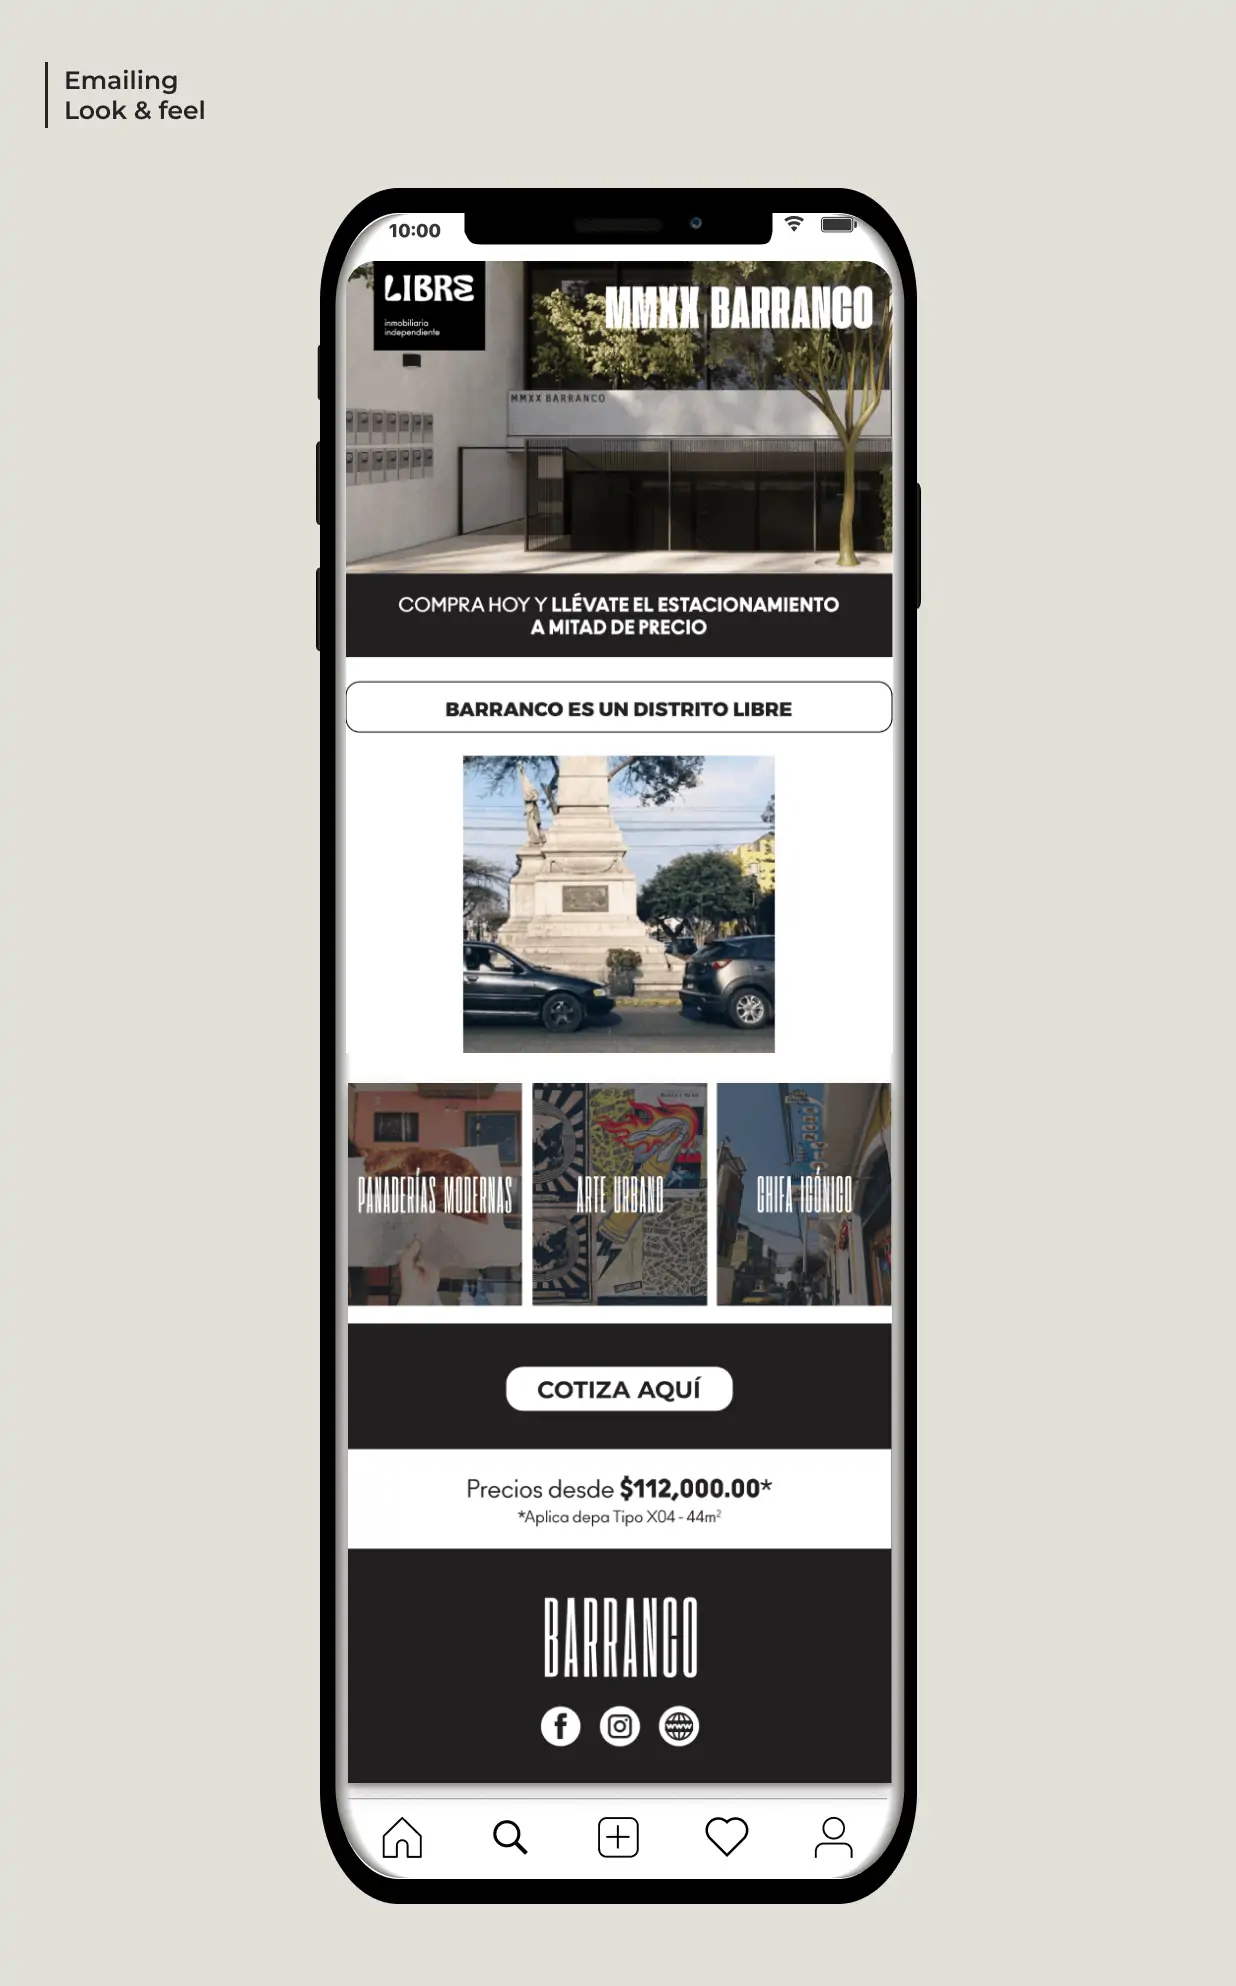 Emailing
Look & feel
10:00
LIBRE
inmobiliaria
independiente
MMXX BARRANCO
MMXX BARRANCO
COMPRA HOY Y LLÉVATE EL ESTACIONAMIENTO
A MITAD DE PRECIO
BARRANCO ES UN DISTRITO LIBRE
PANADERÍAS MODERNAS
ARTE URBANO
CHIFA ICÓNICO
COTIZA AQUÍ
Precios desde $112,000.00*
*Aplica depa Tipo X04 - 44m²
BARRANCO
f
www